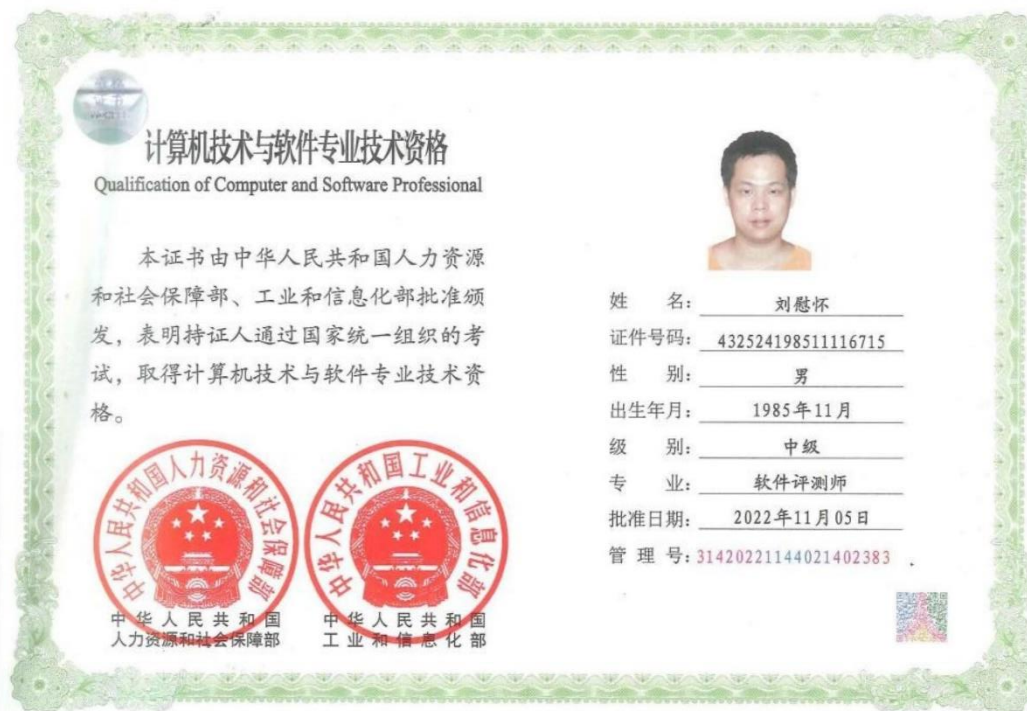 资格
证书
计算机技术与软件专业技术资格
Qualification of Computer and Software Professional
本证书由中华人民共和国人力资源
和社会保障部、工业和信息化部批准颁
发，表明持证人通过国家统一组织的考
试，取得计算机技术与软件专业技术资
格。
中华人民共和国人力资源和社会保障部
中华人民共和国工业和信息化部
中华人民共和国
人力资源和社会保障部
中华人民共和国
工业和信息化部
姓 名：刘慰怀
证件号码：432524198511116715
性 别：男
出生年月：1985年11月
级 别：中级
专 业：软件评测师
批准日期：2022年11月05日
管 理 号：31420221144021402383